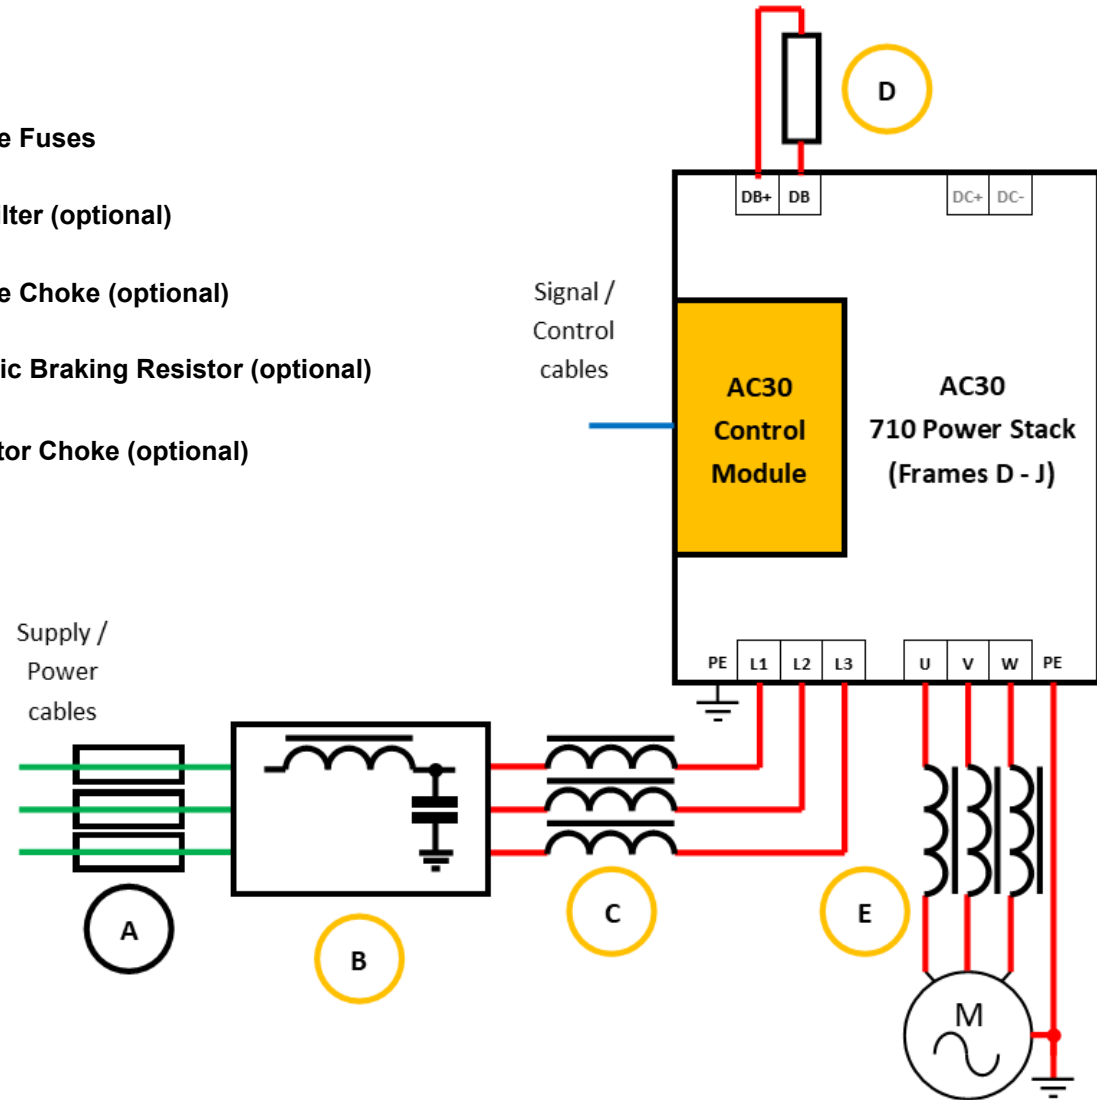 e Fuses
ilter (optional)
e Choke (optional)
ic Braking Resistor (optional)
tor Choke (optional)
D
DB+ DB
DC+ DC-
Signal /
Control
cables
AC30
Control
Module
AC30
710 Power Stack
(Frames D - J)
Supply /
Power
cables
PE L1 L2 L3
U V W PE
A
B
C
E
M